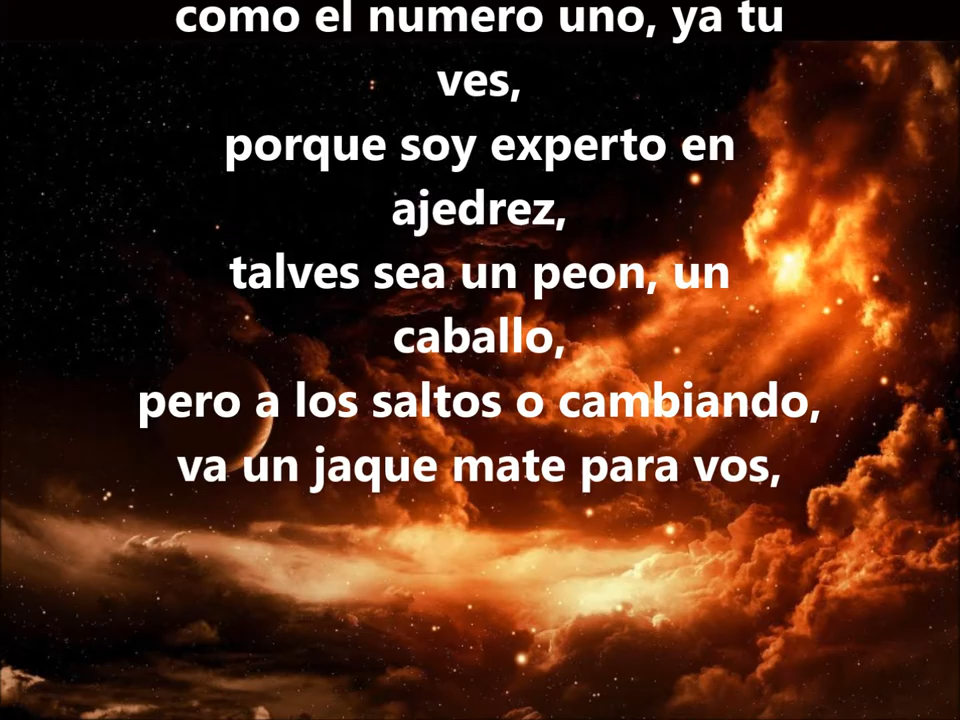 como el numero uno, ya tu
ves,
porque soy experto en
ajedrez,
talves sea un peon, un
caballo,
pero a los saltos o cambiando,
va un jaque mate para vos,